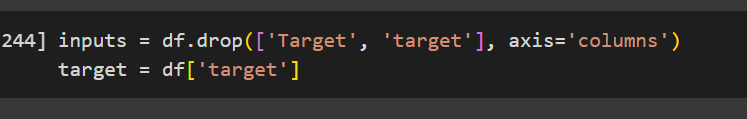 244] inputs = df.drop(['Target', 'target'], axis='columns')
target = df['target']